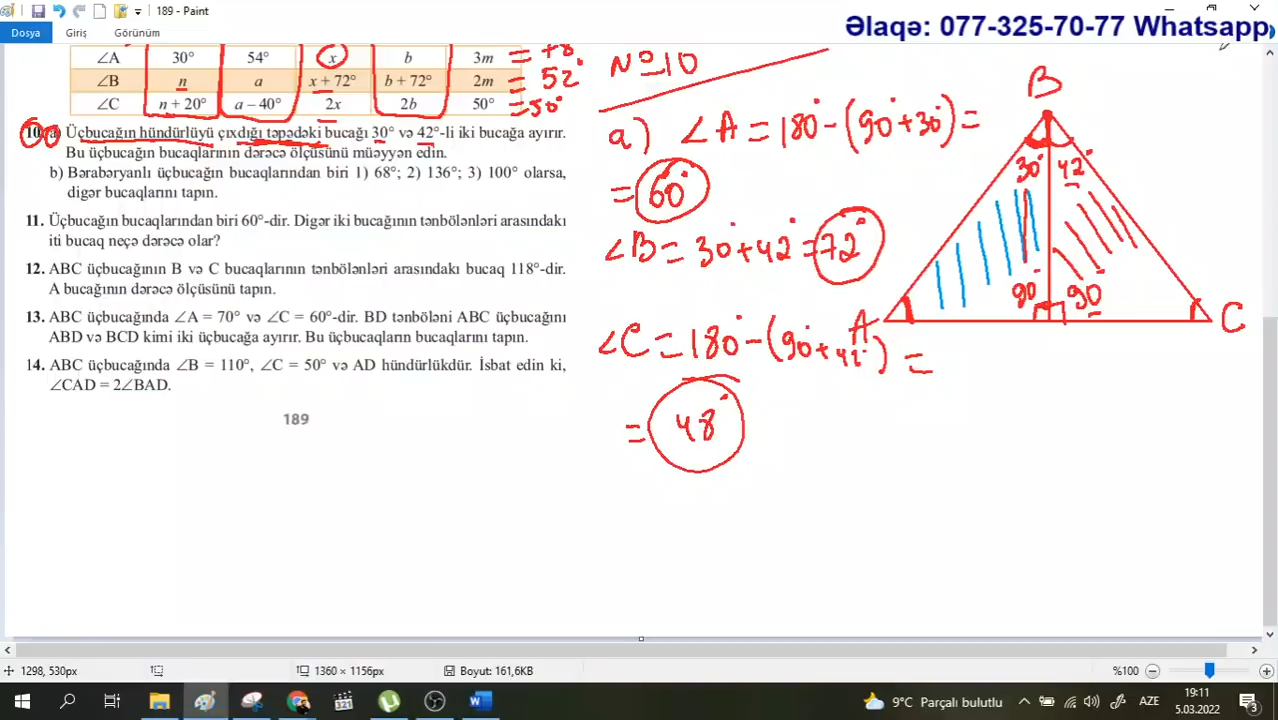 189 - Paint
Əlaqə: 077-325-70-77 Whatsapp
Dosya Giriş Görünüm
∠A 30° 54° x b 3m
∠B n a x + 72° b + 72° 2m = 52°
∠C n + 20° a – 40° 2x 2b 50° = 50°
10. a) Üçbucağın hündürlüyü çıxdığı təpədəki bucağı 30° və 42°-li iki bucağa ayırır.
Bu üçbucağın bucaqlarının dərəcə ölçüsünü müəyyən edin.
b) Bərabəryanlı üçbucağın bucaqlarından biri 1) 68°; 2) 136°; 3) 100° olarsa,
digər bucaqlarını tapın.
11. Üçbucağın bucaqlarından biri 60°-dir. Digər iki bucağının tənbölənləri arasındakı
iti bucaq neçə dərəcə olar?
12. ABC üçbucağının B və C bucaqlarının tənbölənləri arasındakı bucaq 118°-dir.
A bucağının dərəcə ölçüsünü tapın.
13. ABC üçbucağında ∠A = 70° və ∠C = 60°-dir. BD tənböləni ABC üçbucağını
ABD və BCD kimi iki üçbucağa ayırır. Bu üçbucaqların bucaqlarını tapın.
14. ABC üçbucağında ∠B = 110°, ∠C = 50° və AD hündürlükdür. İsbat edin ki,
∠CAD = 2∠BAD.
189
№10
a) ∠A = 180° – (90° + 30°) =
= 60°
∠B = 30° + 42° = 72°
∠C = 180° – (90° + 42°) =
= 48°
B
30° 42°
90° 90°
A C
1298, 530px 1360 × 1156px Boyut: 161,6KB %100
9°C Parçalı bulutlu AZE 19:11
5.03.2022 3